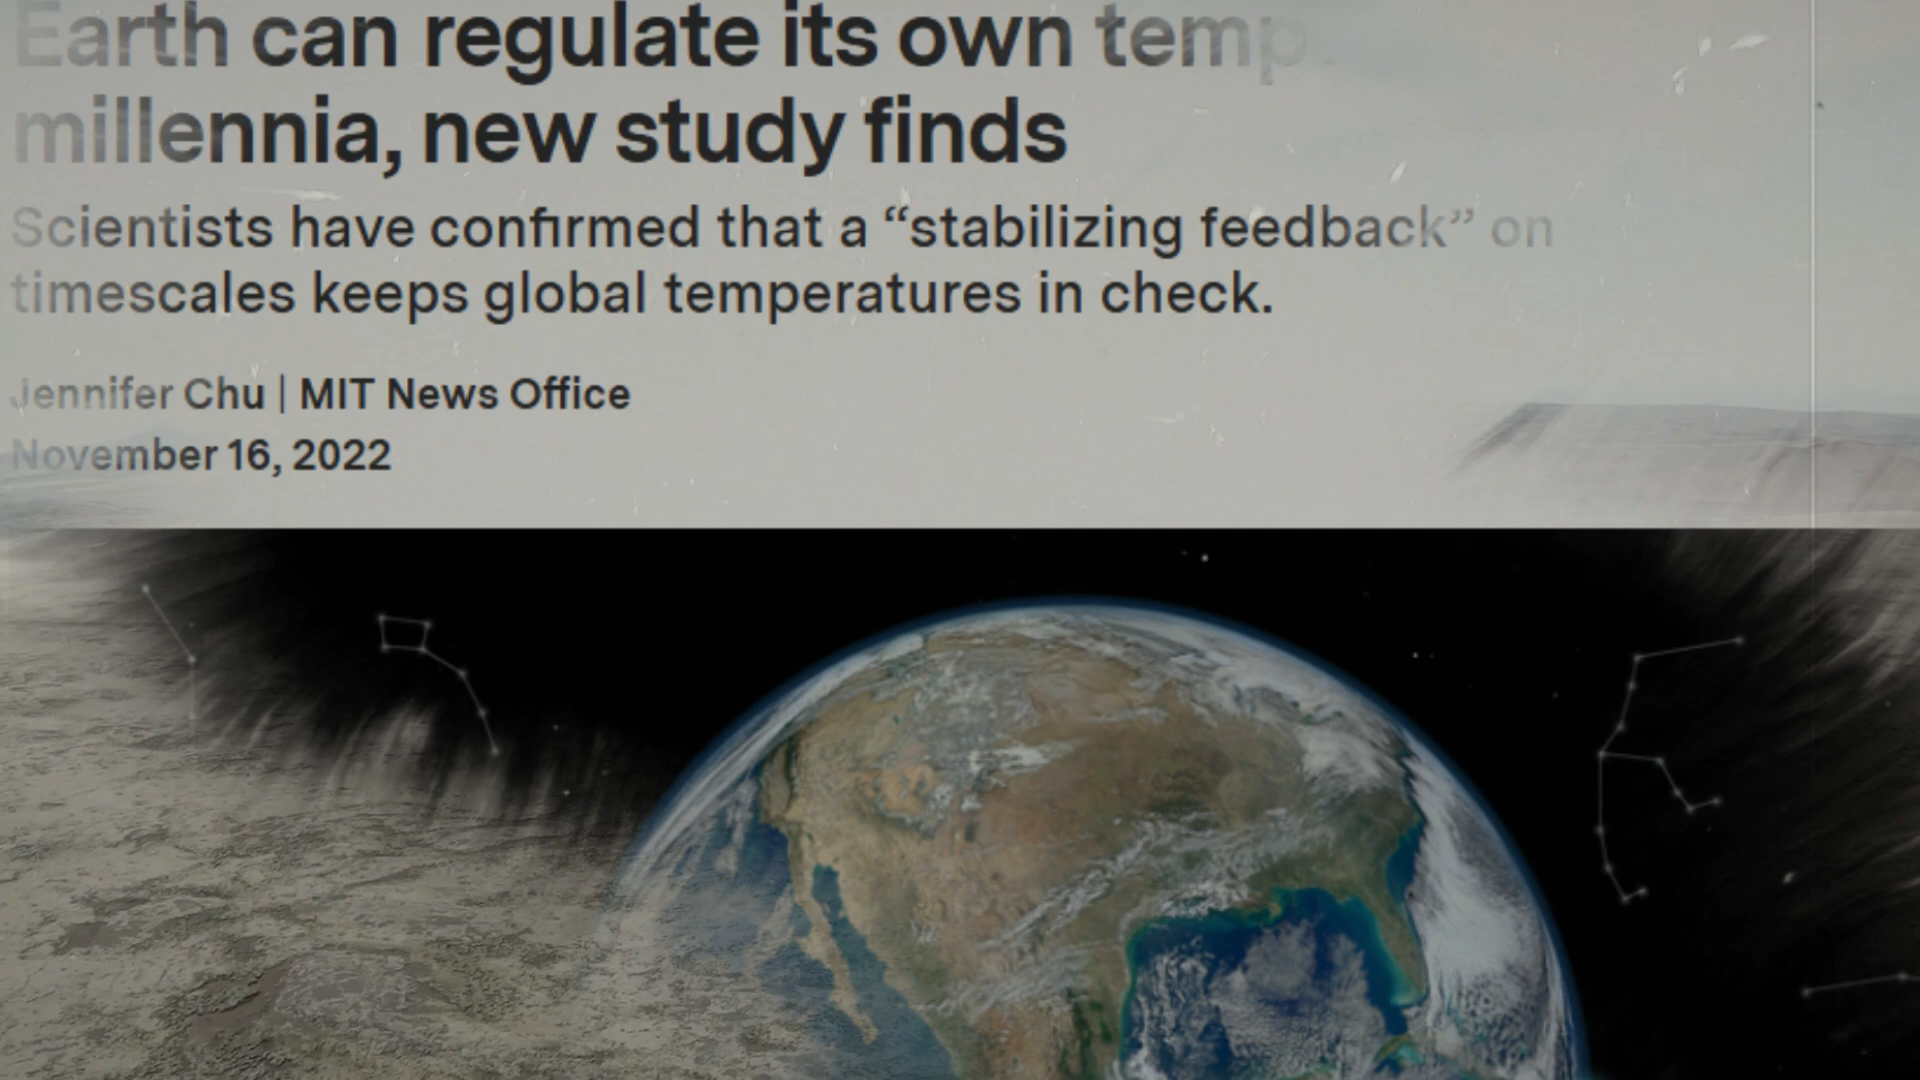 Earth can regulate its own temp
millennia, new study finds
Scientists have confirmed that a “stabilizing feedback” on
timescales keeps global temperatures in check.
Jennifer Chu | MIT News Office
November 16, 2022